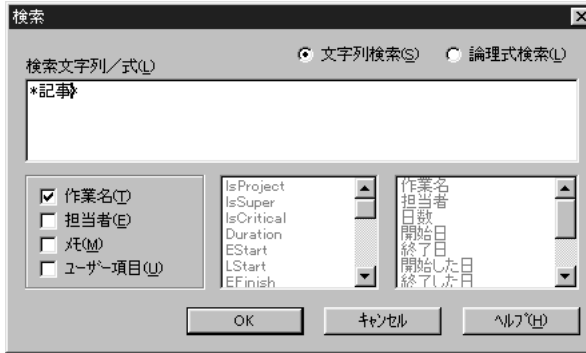 検索
検索文字列／式(L)
文字列検索(S)
論理式検索(L)
*記事*
作業名(T)
担当者(E)
ﾒﾓ(M)
ﾕｰｻﾞｰ項目(U)
IsProject
IsSuper
IsCritical
Duration
EStart
LStart
EFinish
作業名
担当者
日数
開始日
終了日
開始した日
終了した日
OK
ｷｬﾝｾﾙ
ﾍﾙﾌﾟ(H)